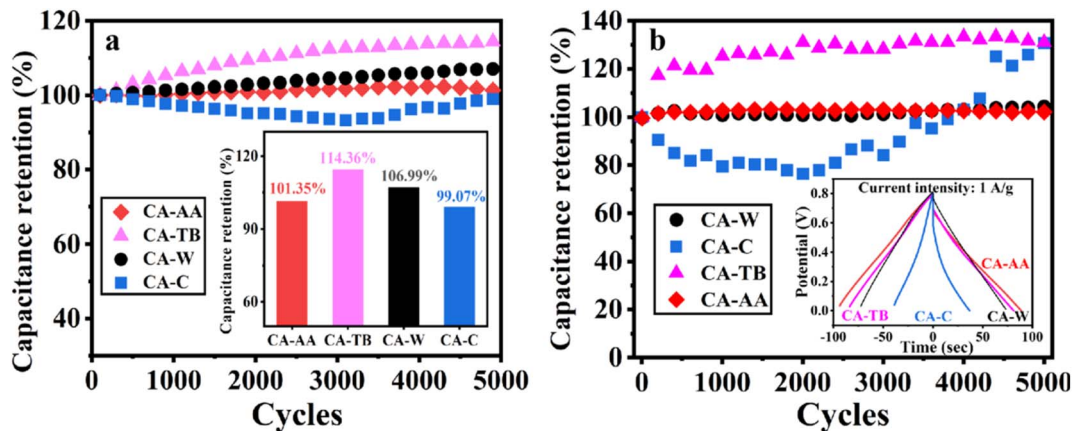 a
Capacitance retention (%)
120
100
80
60
40
0
1000
2000
3000
4000
5000
Cycles
CA-AA
CA-TB
CA-W
CA-C
Capacitance retention (%)
120
90
60
101.35%
114.36%
106.99%
99.07%
CA-AA
CA-TB
CA-W
CA-C
b
Capacitance retention (%)
140
120
100
80
60
40
20
0
0
1000
2000
3000
4000
5000
Cycles
CA-W
CA-C
CA-TB
CA-AA
Current intensity: 1 A/g
Potential (V)
0.8
0.6
0.4
0.2
0.0
CA-AA
CA-TB
CA-C
CA-W
-100
-50
0
50
100
Time (sec)